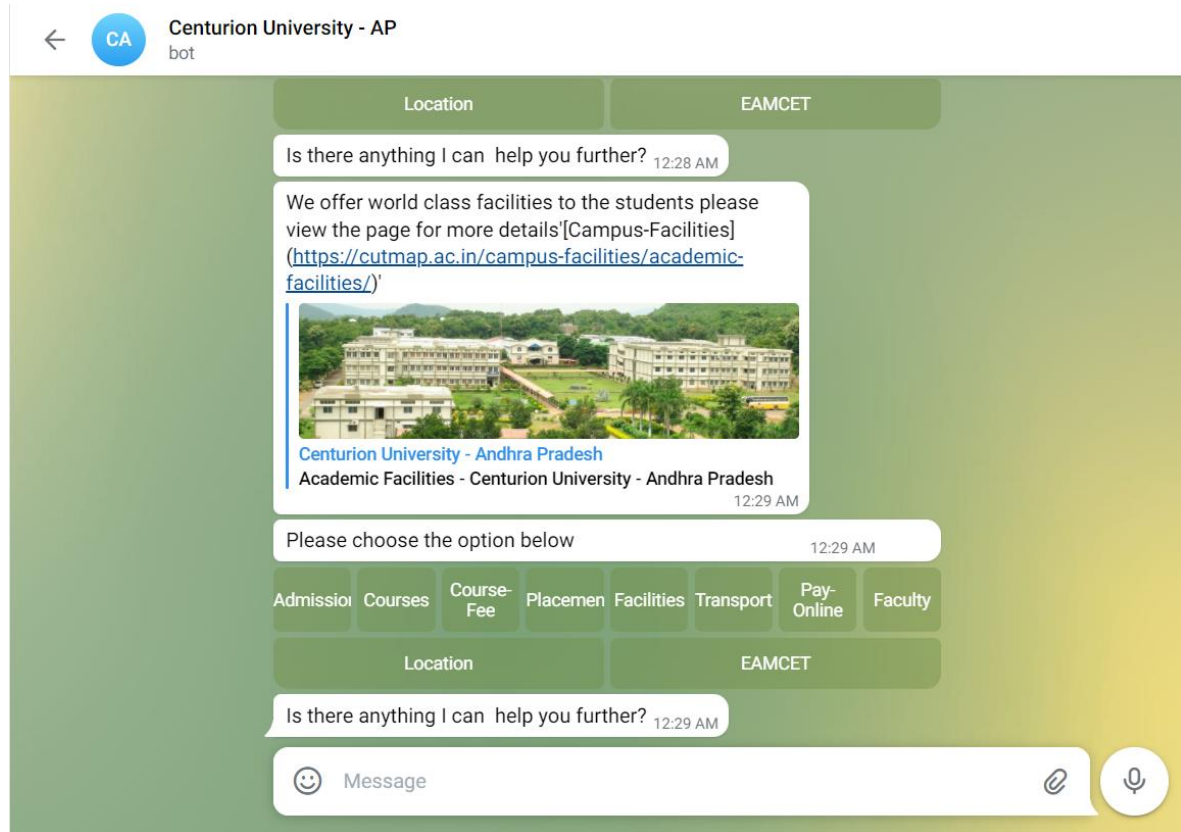 CA
Centurion University - AP
bot
Location
EAMCET
Is there anything I can  help you further? 12:28 AM
We offer world class facilities to the students please
view the page for more details'[Campus-Facilities]
(https://cutmap.ac.in/campus-facilities/academic-
facilities/)'
Centurion University - Andhra Pradesh
Academic Facilities - Centurion University - Andhra Pradesh
12:29 AM
Please choose the option below 12:29 AM
Admission Courses Course-
Fee Placemen Facilities Transport Pay-
Online Faculty
Location
EAMCET
Is there anything I can  help you further? 12:29 AM
Message